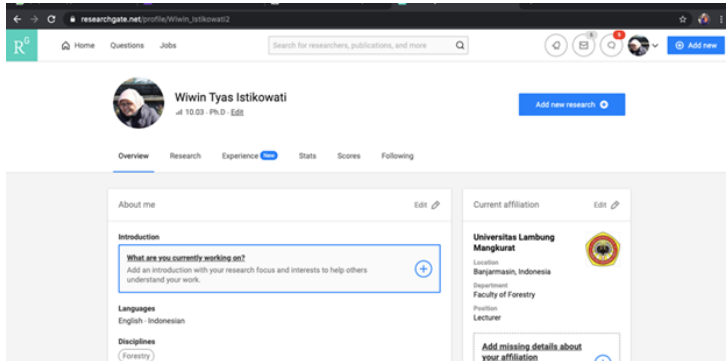 researchgate.net/profile/Wiwin_Istikowati2
RG
Home Questions Jobs
Search for researchers, publications, and more
Add new
Wiwin Tyas Istikowati
10.03 · Ph.D · Edit
Add new research
Overview Research Experience New Stats Scores Following
About me Edit
Introduction
What are you currently working on?
Add an introduction with your research focus and interests to help others
understand your work.
Languages
English · Indonesian
Disciplines
Forestry
Current affiliation Edit
Universitas Lambung
Mangkurat
Location
Banjarmasin, Indonesia
Department
Faculty of Forestry
Position
Lecturer
Add missing details about
your affiliation